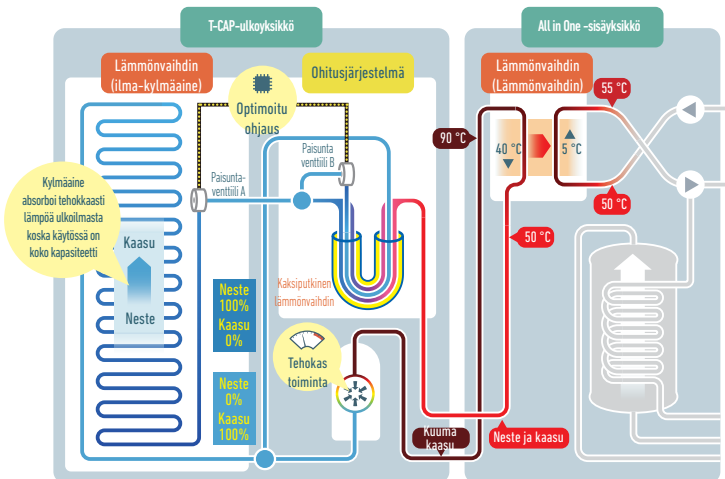 T-CAP-ulkoyksikkö
All in One -sisäyksikkö
Lämmönvaihdin
(ilma-kylmäaine)
Optimoitu
ohjaus
Ohitusjärjestelmä
Lämmönvaihdin
(Lämmönvaihdin)
90 °C
40 °C
5 °C
55 °C
50 °C
50 °C
Paisunta-
venttiili A
Paisunta
venttiili B
Kylmäaine
absorboi tehokkaasti
lämpöä ulkoilmasta
koska käytössä on
koko kapasiteetti
Kaasu
Neste
Neste
100%
Kaasu
0%
Kaksiputkinen
lämmönvaihdin
Neste
0%
Kaasu
100%
Tehokas
toiminta
Kuuma
kaasu
Neste ja kaasu